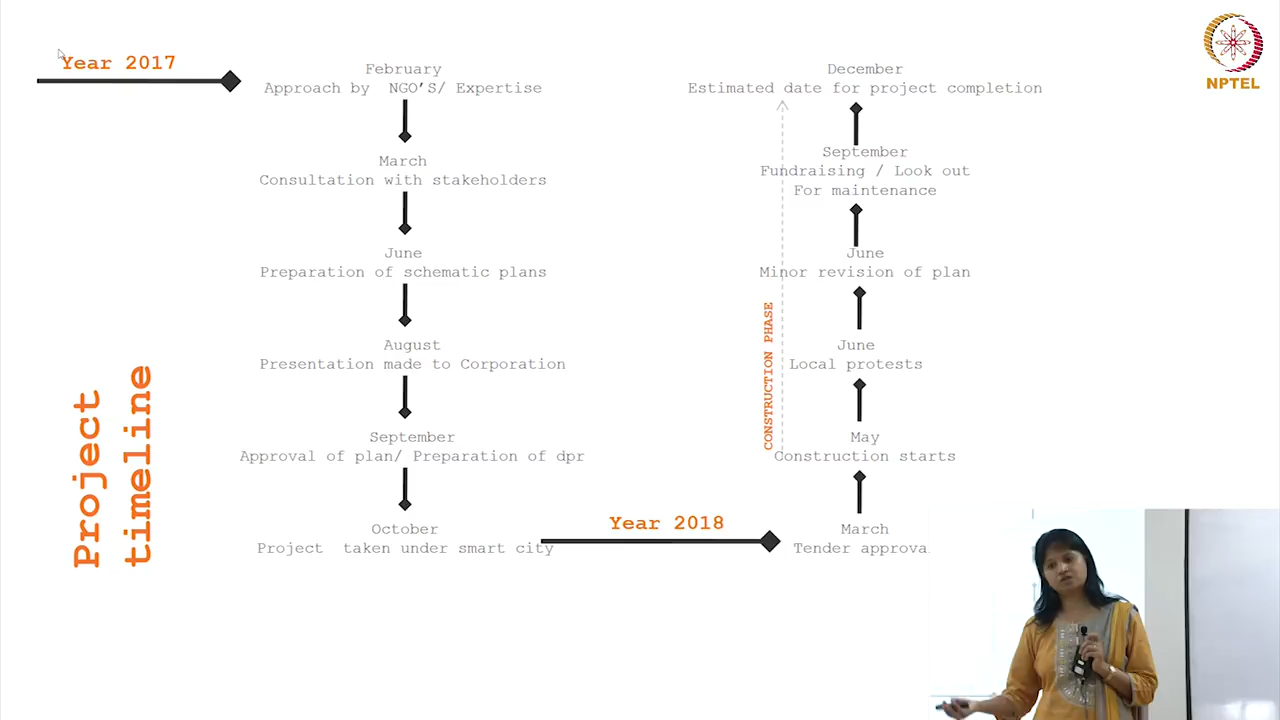 Year 2017
February
Approach by NGO'S/ Expertise
March
Consultation with stakeholders
June
Preparation of schematic plans
August
Presentation made to Corporation
September
Approval of plan/ Preparation of dpr
October
Project taken under smart city
Year 2018
March
Tender approva
May
Construction starts
June
Local protests
June
Minor revision of plan
September
Fundraising / Look out
For maintenance
December
Estimated date for project completion
CONSTRUCTION PHASE
Project
timeline
NPTEL